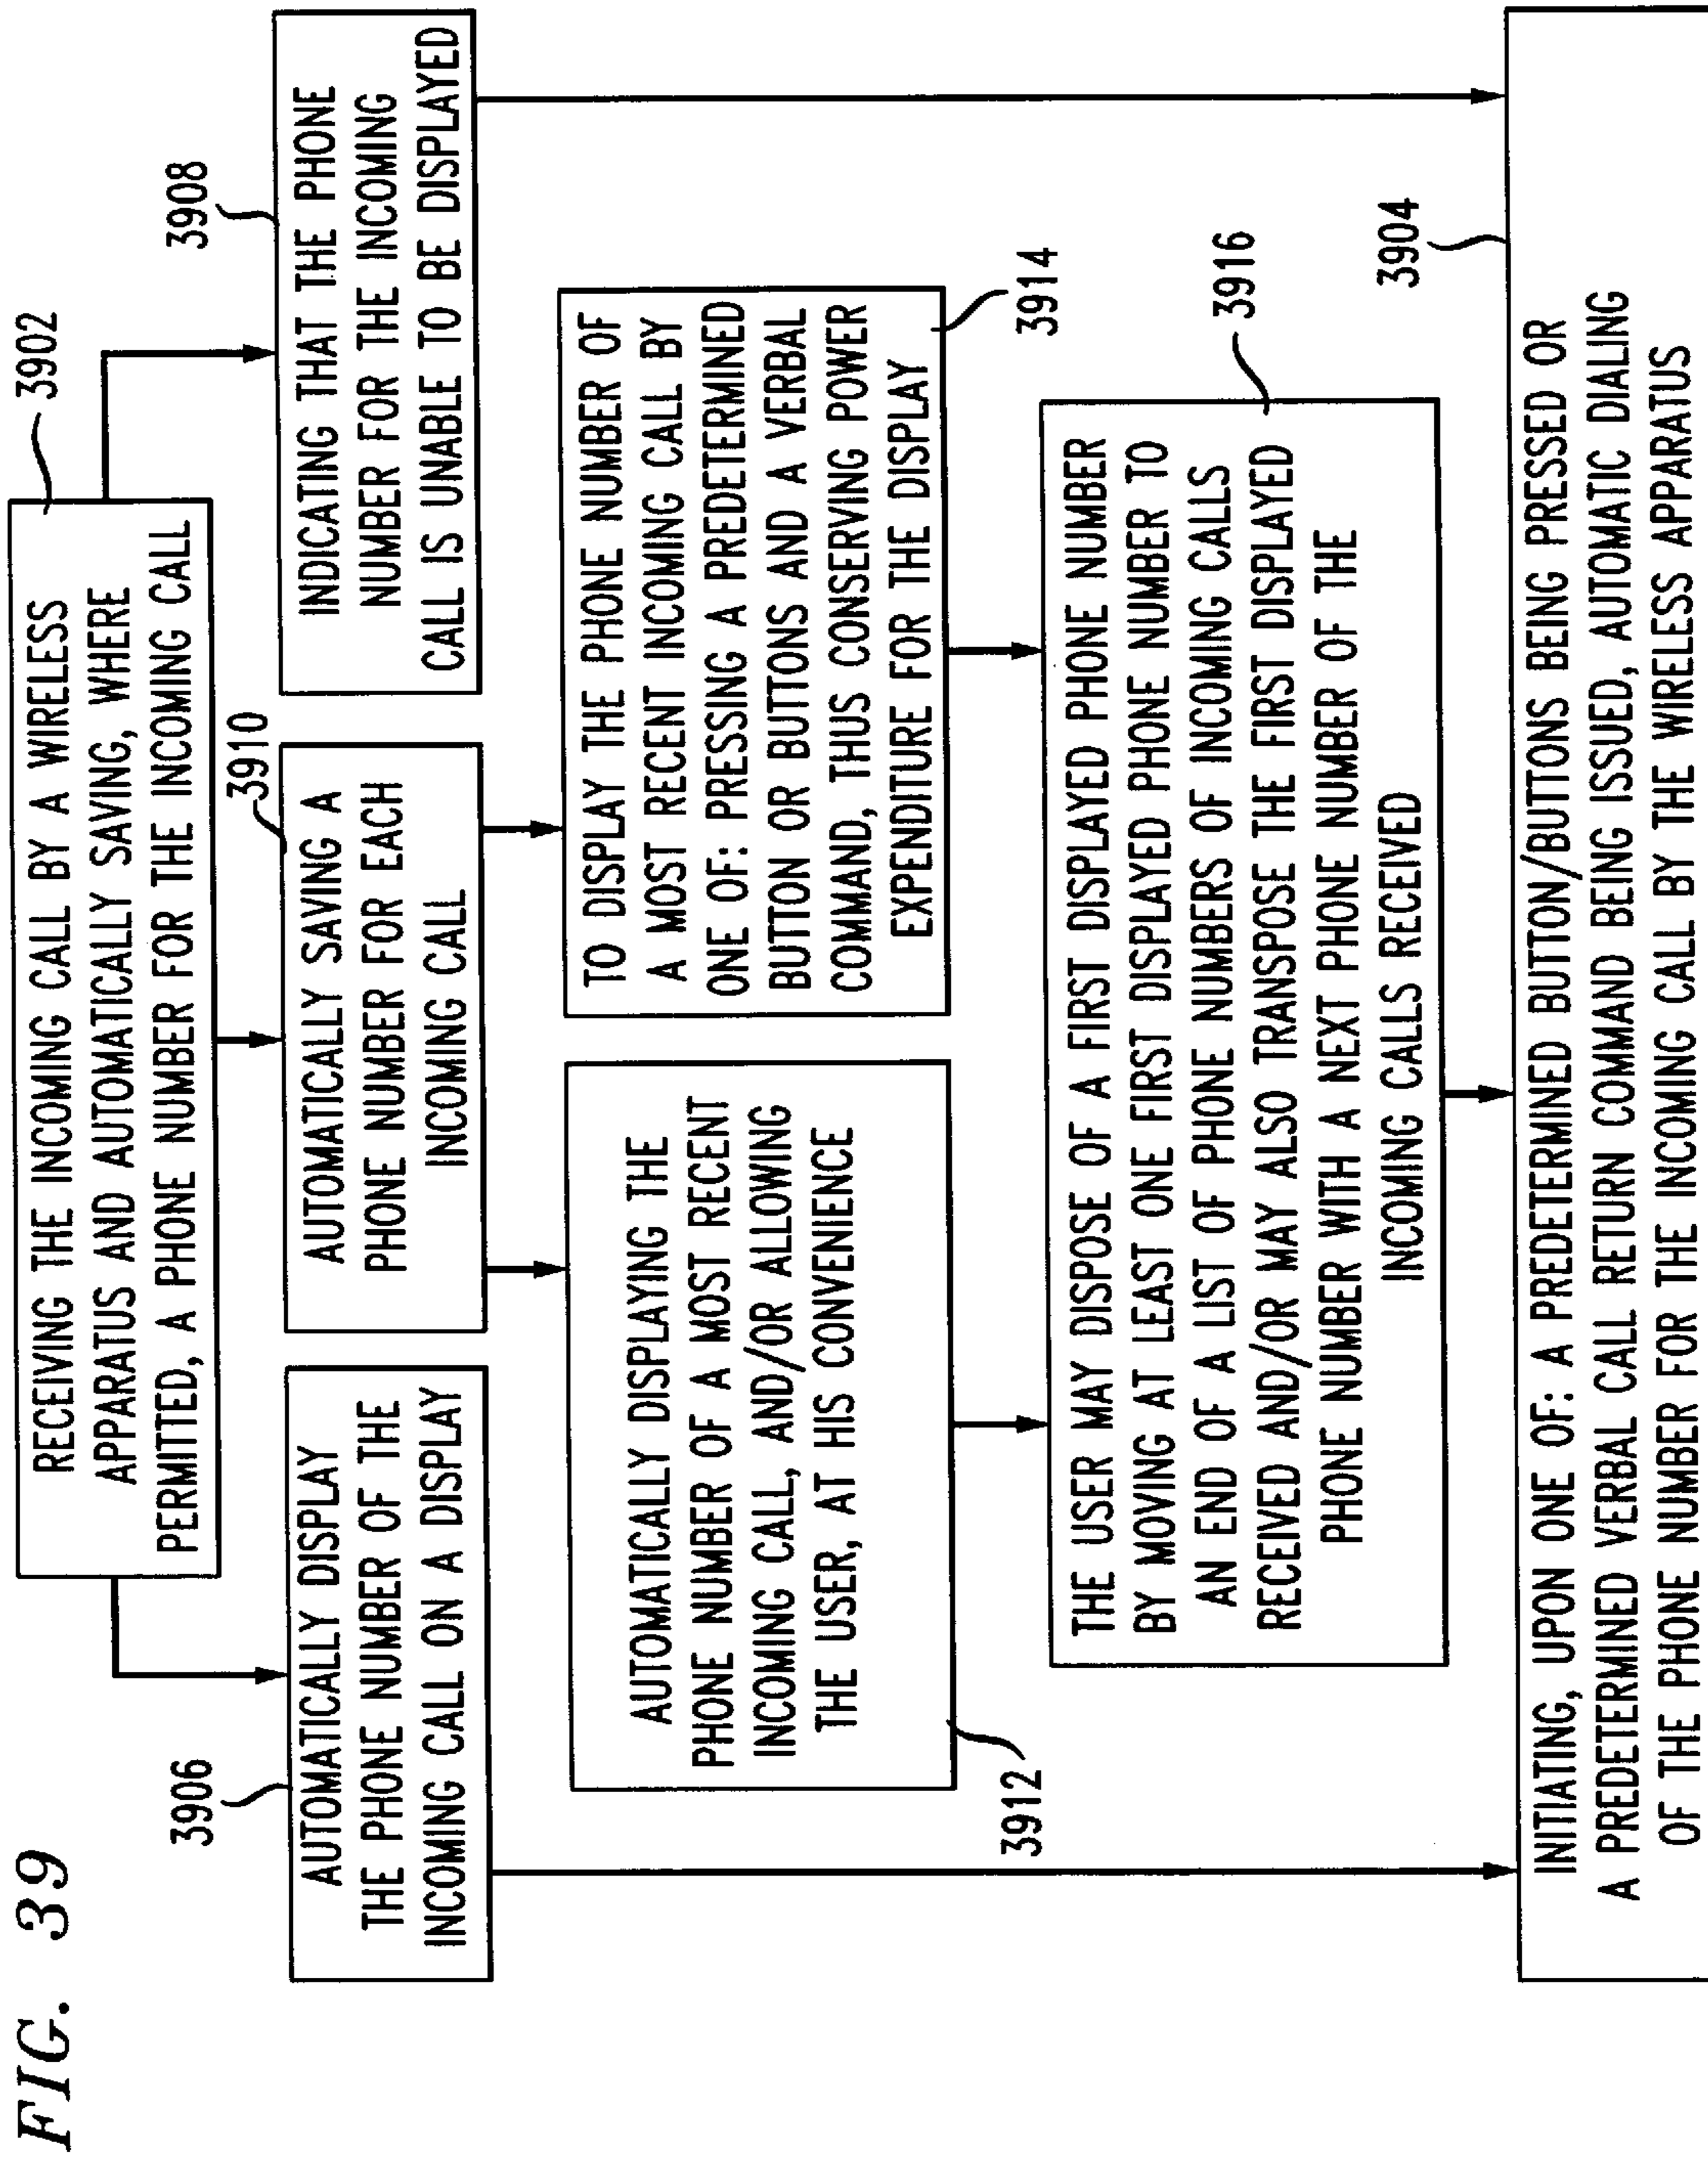 FIG. 39
3902
RECEIVING THE INCOMING CALL BY A WIRELESS
APPARATUS AND AUTOMATICALLY SAVING, WHERE
PERMITTED, A PHONE NUMBER FOR THE INCOMING CALL
3906
AUTOMATICALLY DISPLAY
THE PHONE NUMBER OF THE
INCOMING CALL ON A DISPLAY
3910
AUTOMATICALLY SAVING A
PHONE NUMBER FOR EACH
INCOMING CALL
3908
INDICATING THAT THE PHONE
NUMBER FOR THE INCOMING
CALL IS UNABLE TO BE DISPLAYED
AUTOMATICALLY DISPLAYING THE
PHONE NUMBER OF A MOST RECENT
INCOMING CALL, AND/OR ALLOWING
THE USER, AT HIS CONVENIENCE
3912
TO DISPLAY THE PHONE NUMBER OF
A MOST RECENT INCOMING CALL BY
ONE OF: PRESSING A PREDETERMINED
BUTTON OR BUTTONS AND A VERBAL
COMMAND, THUS CONSERVING POWER
EXPENDITURE FOR THE DISPLAY
3914
THE USER MAY DISPOSE OF A FIRST DISPLAYED PHONE NUMBER
BY MOVING AT LEAST ONE FIRST DISPLAYED PHONE NUMBER TO
AN END OF A LIST OF PHONE NUMBERS OF INCOMING CALLS
RECEIVED AND/OR MAY ALSO TRANSPOSE THE FIRST DISPLAYED
PHONE NUMBER WITH A NEXT PHONE NUMBER OF THE
INCOMING CALLS RECEIVED
3916
3904
INITIATING, UPON ONE OF: A PREDETERMINED BUTTON/BUTTONS BEING PRESSED OR
A PREDETERMINED VERBAL CALL RETURN COMMAND BEING ISSUED, AUTOMATIC DIALING
OF THE PHONE NUMBER FOR THE INCOMING CALL BY THE WIRELESS APPARATUS